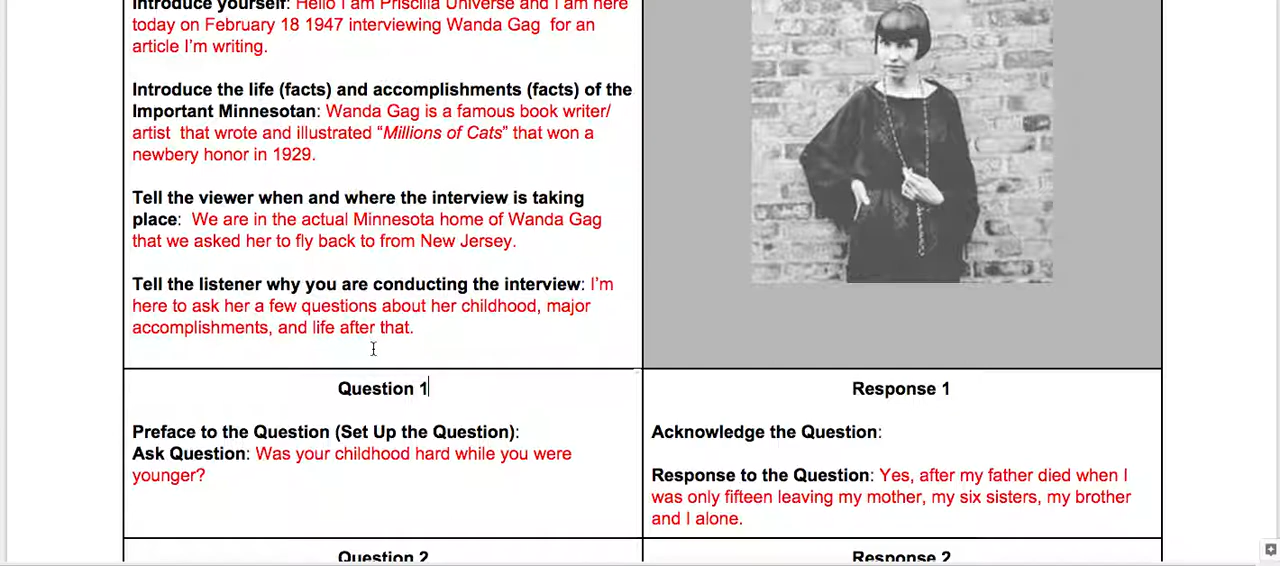 Introduce yourself: Hello I am Priscilla Universe and I am here
today on February 18 1947 interviewing Wanda Gag  for an
article I'm writing.
Introduce the life (facts) and accomplishments (facts) of the
Important Minnesotan: Wanda Gag is a famous book writer/
artist  that wrote and illustrated “Millions of Cats” that won a
newbery honor in 1929.
Tell the viewer when and where the interview is taking
place:  We are in the actual Minnesota home of Wanda Gag
that we asked her to fly back to from New Jersey.
Tell the listener why you are conducting the interview: I'm
here to ask her a few questions about her childhood, major
accomplishments, and life after that.
Question 1
Preface to the Question (Set Up the Question):
Ask Question: Was your childhood hard while you were
younger?
Response 1
Acknowledge the Question:
Response to the Question: Yes, after my father died when I
was only fifteen leaving my mother, my six sisters, my brother
and I alone.
Question 2
Response 2